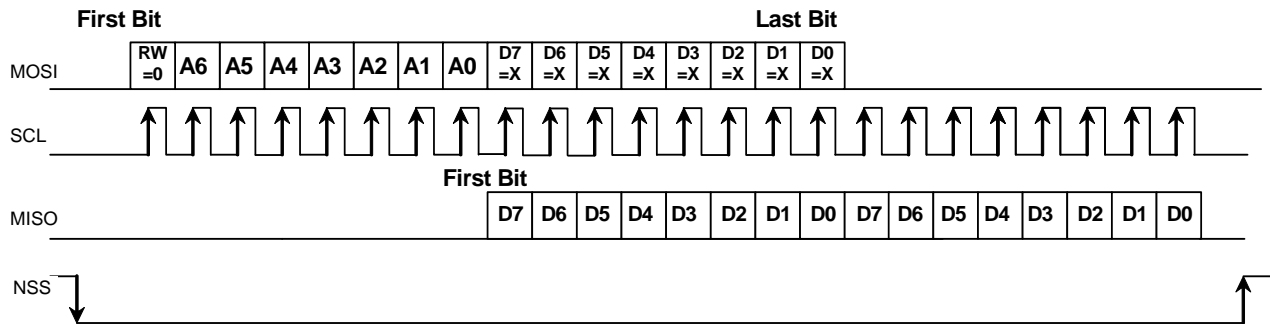 First Bit Last Bit
MOSI RW =0 A6 A5 A4 A3 A2 A1 A0 D7 =X D6 =X D5 =X D4 =X D3 =X D2 =X D1 =X D0 =X
SCL
First Bit
MISO D7 D6 D5 D4 D3 D2 D1 D0 D7 D6 D5 D4 D3 D2 D1 D0
NSS